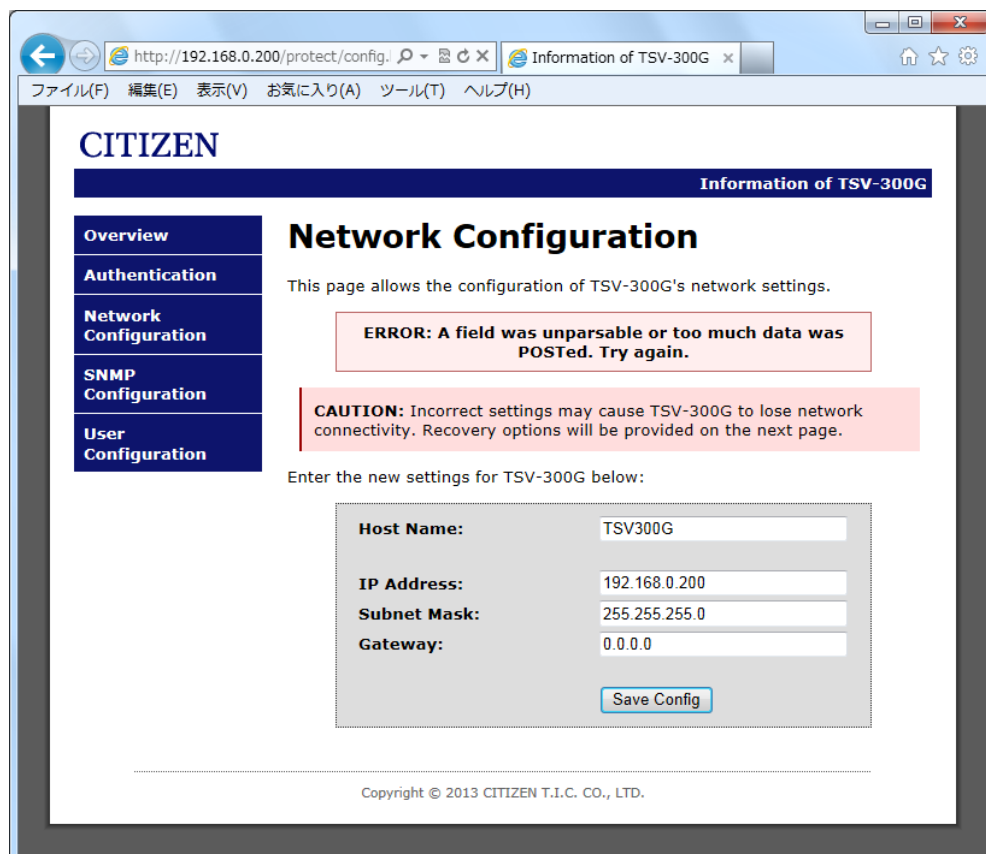 http://192.168.0.200/protect/config.
Information of TSV-300G
ファイル(F) 編集(E) 表示(V) お気に入り(A) ツール(T) ヘルプ(H)
CITIZEN
Information of TSV-300G
Overview
Authentication
Network
Configuration
SNMP
Configuration
User
Configuration
Network Configuration
This page allows the configuration of TSV-300G's network settings.
ERROR: A field was unparsable or too much data was
POSTed. Try again.
CAUTION: Incorrect settings may cause TSV-300G to lose network
connectivity. Recovery options will be provided on the next page.
Enter the new settings for TSV-300G below:
Host Name: TSV300G
IP Address: 192.168.0.200
Subnet Mask: 255.255.255.0
Gateway: 0.0.0.0
Save Config
Copyright © 2013 CITIZEN T.I.C. CO., LTD.